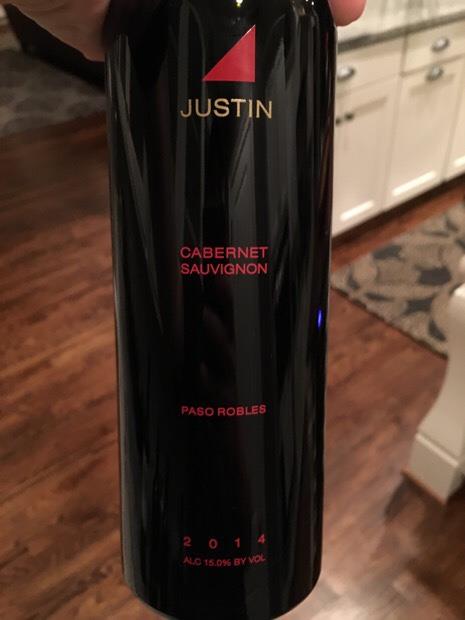 JUSTIN
CABERNET
SAUVIGNON
PASO ROBLES
2014
ALC 15.0% BY VOL